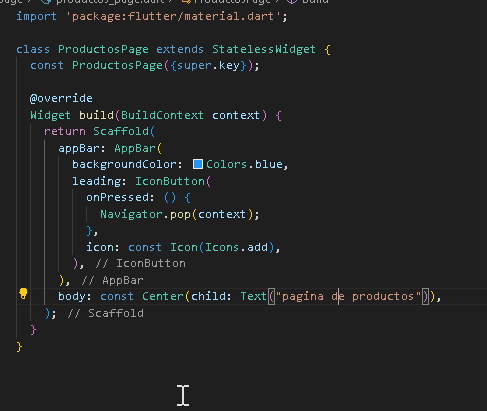 productos_page.dart > ProductosPage > build
import 'package:flutter/material.dart';
class ProductosPage extends StatelessWidget {
const ProductosPage({super.key});
@override
Widget build(BuildContext context) {
return Scaffold(
appBar: AppBar(
backgroundColor: Colors.blue,
leading: IconButton(
onPressed: () {
Navigator.pop(context);
},
icon: const Icon(Icons.add),
), // IconButton
), // AppBar
body: const Center(child: Text("pagina de productos")),
); // Scaffold
}
}